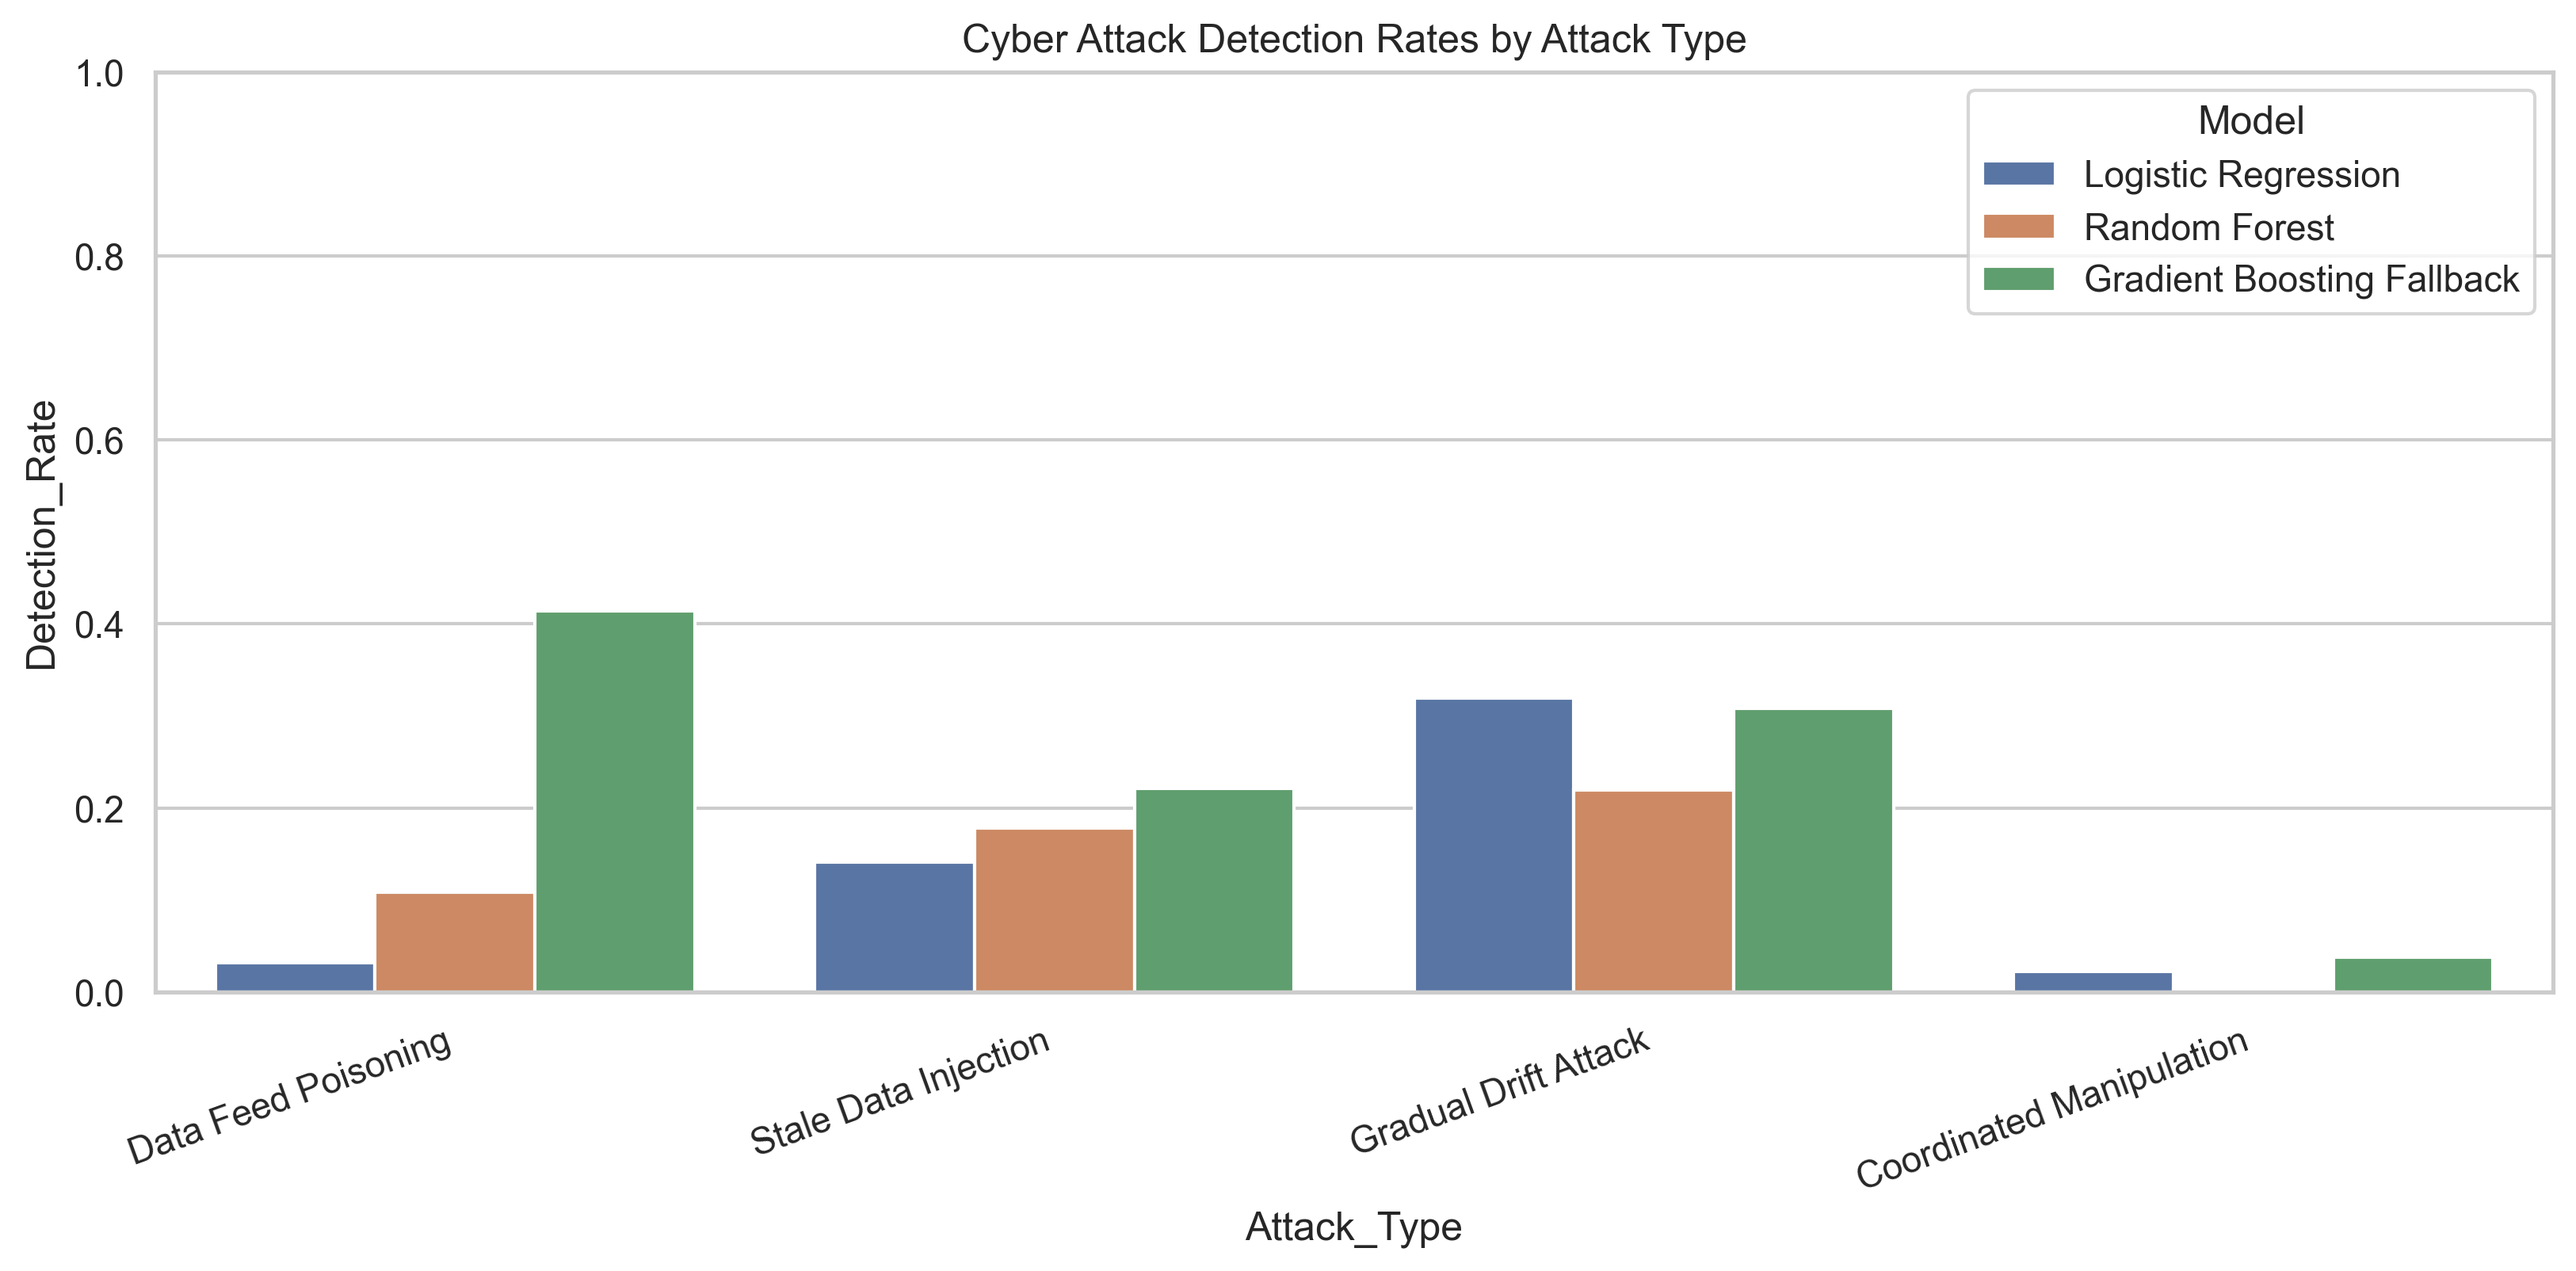 Cyber Attack Detection Rates by Attack Type
1.0
0.8
0.6
0.4
0.2
0.0
Detection_Rate
Model
Logistic Regression
Random Forest
Gradient Boosting Fallback
Data Feed Poisoning
Stale Data Injection
Gradual Drift Attack
Coordinated Manipulation
Attack_Type